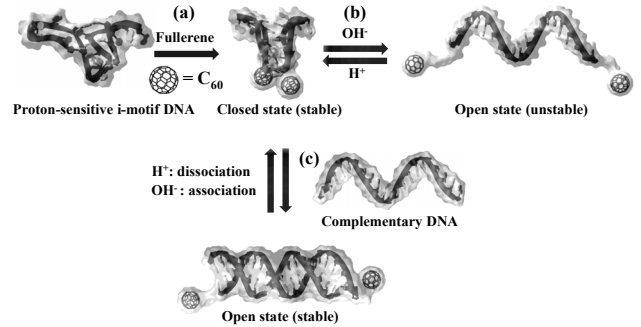 (a)
Fullerene
= C60
Proton-sensitive i-motif DNA
Closed state (stable)
(b)
OH-
H+
Open state (unstable)
(c)
H+: dissociation
OH-: association
Complementary DNA
Open state (stable)